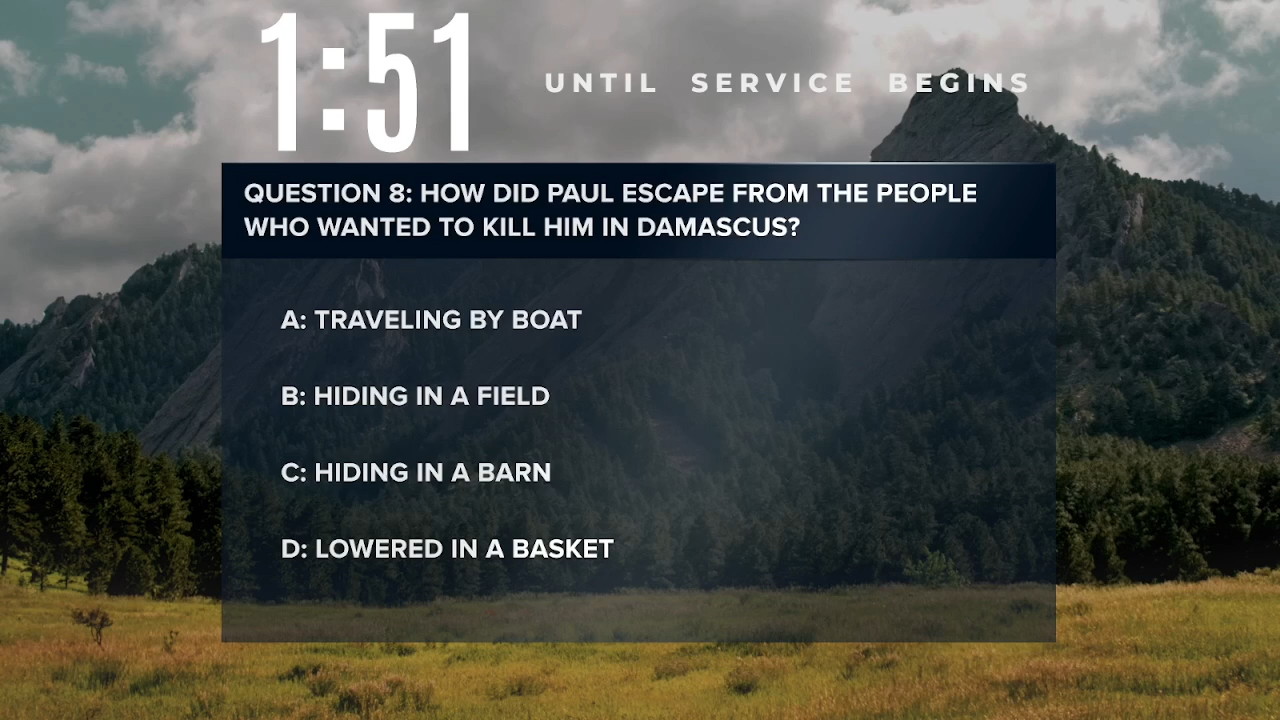 1:51
UNTIL SERVICE BEGINS
QUESTION 8: HOW DID PAUL ESCAPE FROM THE PEOPLE
WHO WANTED TO KILL HIM IN DAMASCUS?
A: TRAVELING BY BOAT
B: HIDING IN A FIELD
C: HIDING IN A BARN
D: LOWERED IN A BASKET